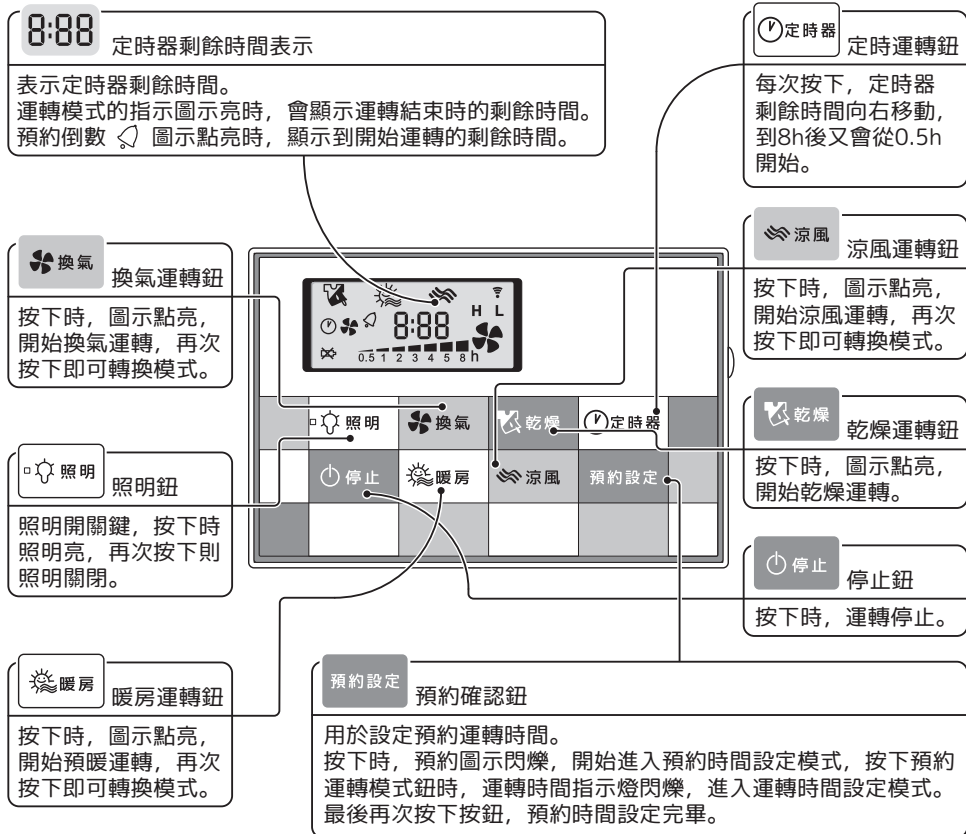 8:88 定時器剩餘時間表示
表示定時器剩餘時間。
運轉模式的指示圖示亮時，會顯示運轉結束時的剩餘時間。
預約倒數 圖示點亮時，顯示到開始運轉的剩餘時間。
定時器 定時運轉鈕
每次按下，定時器
剩餘時間向右移動，
到8h後又會從0.5h
開始。
換氣 換氣運轉鈕
按下時，圖示點亮，
開始換氣運轉，再次
按下即可轉換模式。
涼風 涼風運轉鈕
按下時，圖示點亮，
開始涼風運轉，再次
按下即可轉換模式。
H L
8:88
0.5 1 2 3 4 5 8 h
照明 換氣 乾燥 定時器
停止 暖房 涼風 預約設定
乾燥 乾燥運轉鈕
按下時，圖示點亮，
開始乾燥運轉。
照明 照明鈕
照明開關鍵，按下時
照明亮，再次按下則
照明關閉。
停止 停止鈕
按下時，運轉停止。
暖房 暖房運轉鈕
按下時，圖示點亮，
開始預暖運轉，再次
按下即可轉換模式。
預約設定 預約確認鈕
用於設定預約運轉時間。
按下時，預約圖示閃爍，開始進入預約時間設定模式，按下預約
運轉模式鈕時，運轉時間指示燈閃爍，進入運轉時間設定模式。
最後再次按下按鈕，預約時間設定完畢。